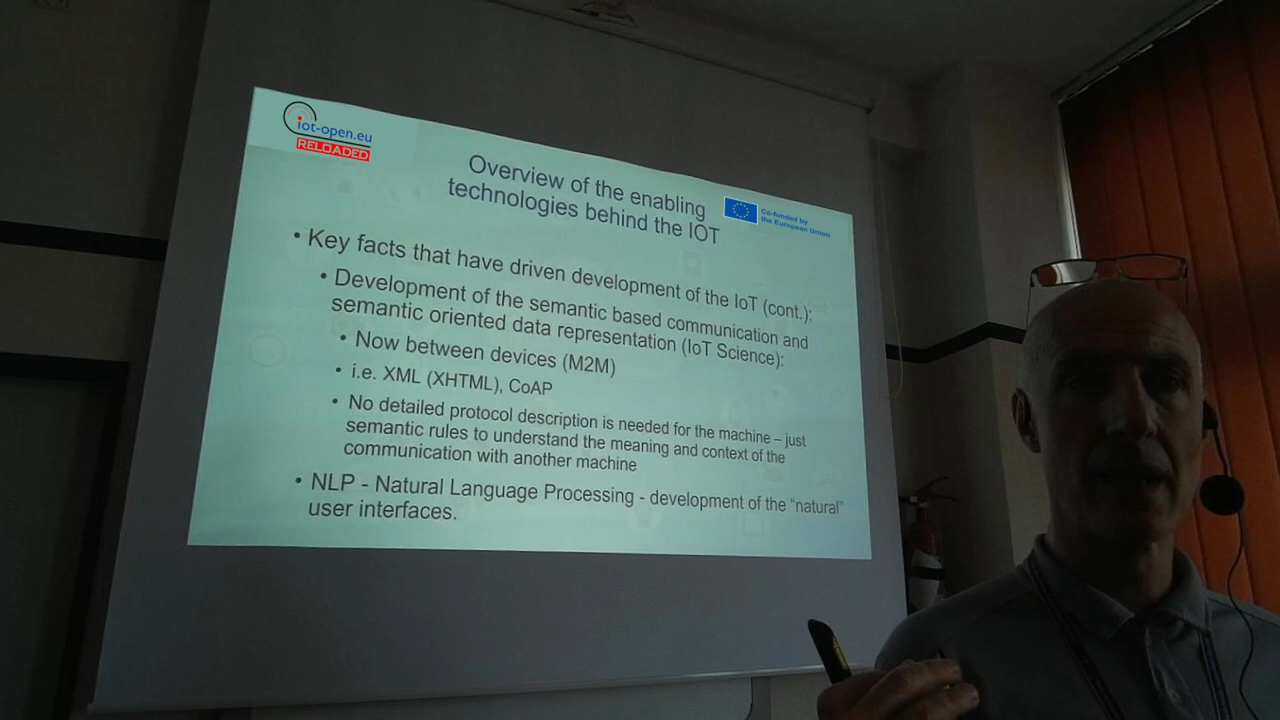 iot-open.eu
RELOADED
Overview of the enabling
technologies behind the IOT
Co-funded by
the European Union
• Key facts that have driven development of the IoT (cont.):
• Development of the semantic based communication and
semantic oriented data representation (IoT Science):
• Now between devices (M2M)
• i.e. XML (XHTML), CoAP
• No detailed protocol description is needed for the machine – just
semantic rules to understand the meaning and context of the
communication with another machine
• NLP - Natural Language Processing - development of the “natural”
user interfaces.